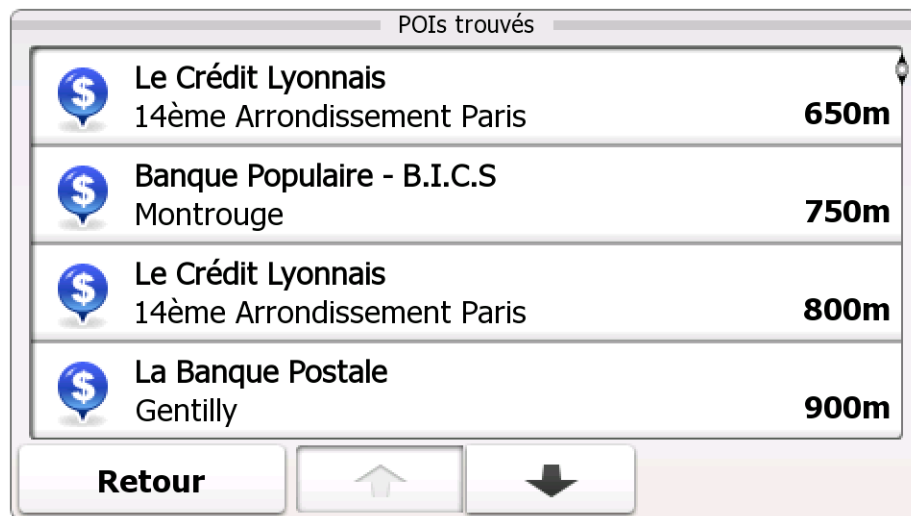 POIs trouvés
Le Crédit Lyonnais
14ème Arrondissement Paris
650m
Banque Populaire - B.I.C.S
Montrouge
750m
Le Crédit Lyonnais
14ème Arrondissement Paris
800m
La Banque Postale
Gentilly
900m
Retour